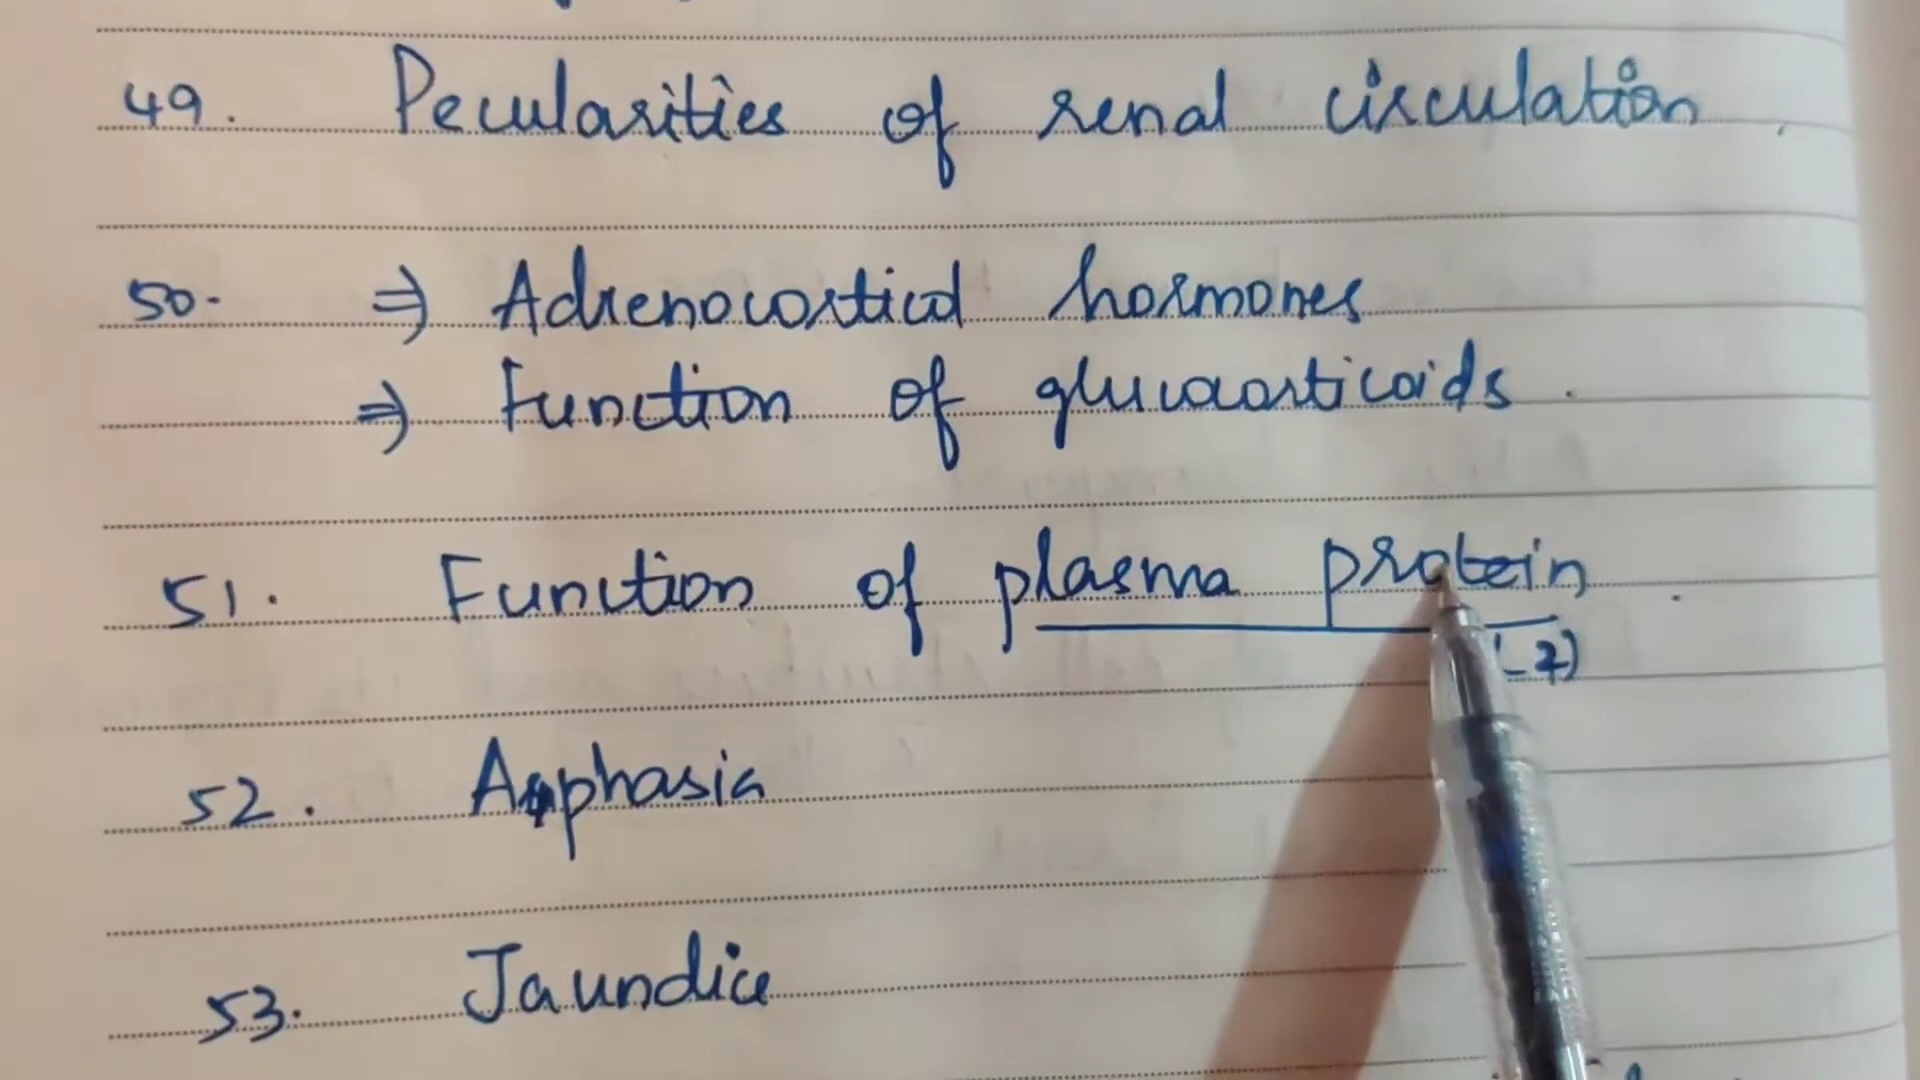 49. Peculasities of renal circulation
50. ⇒ Adrenocortical hormones
⇒ Function of glucocorticoids.
51. Function of plasma protein.
52. Aphasia
53. Jaundice